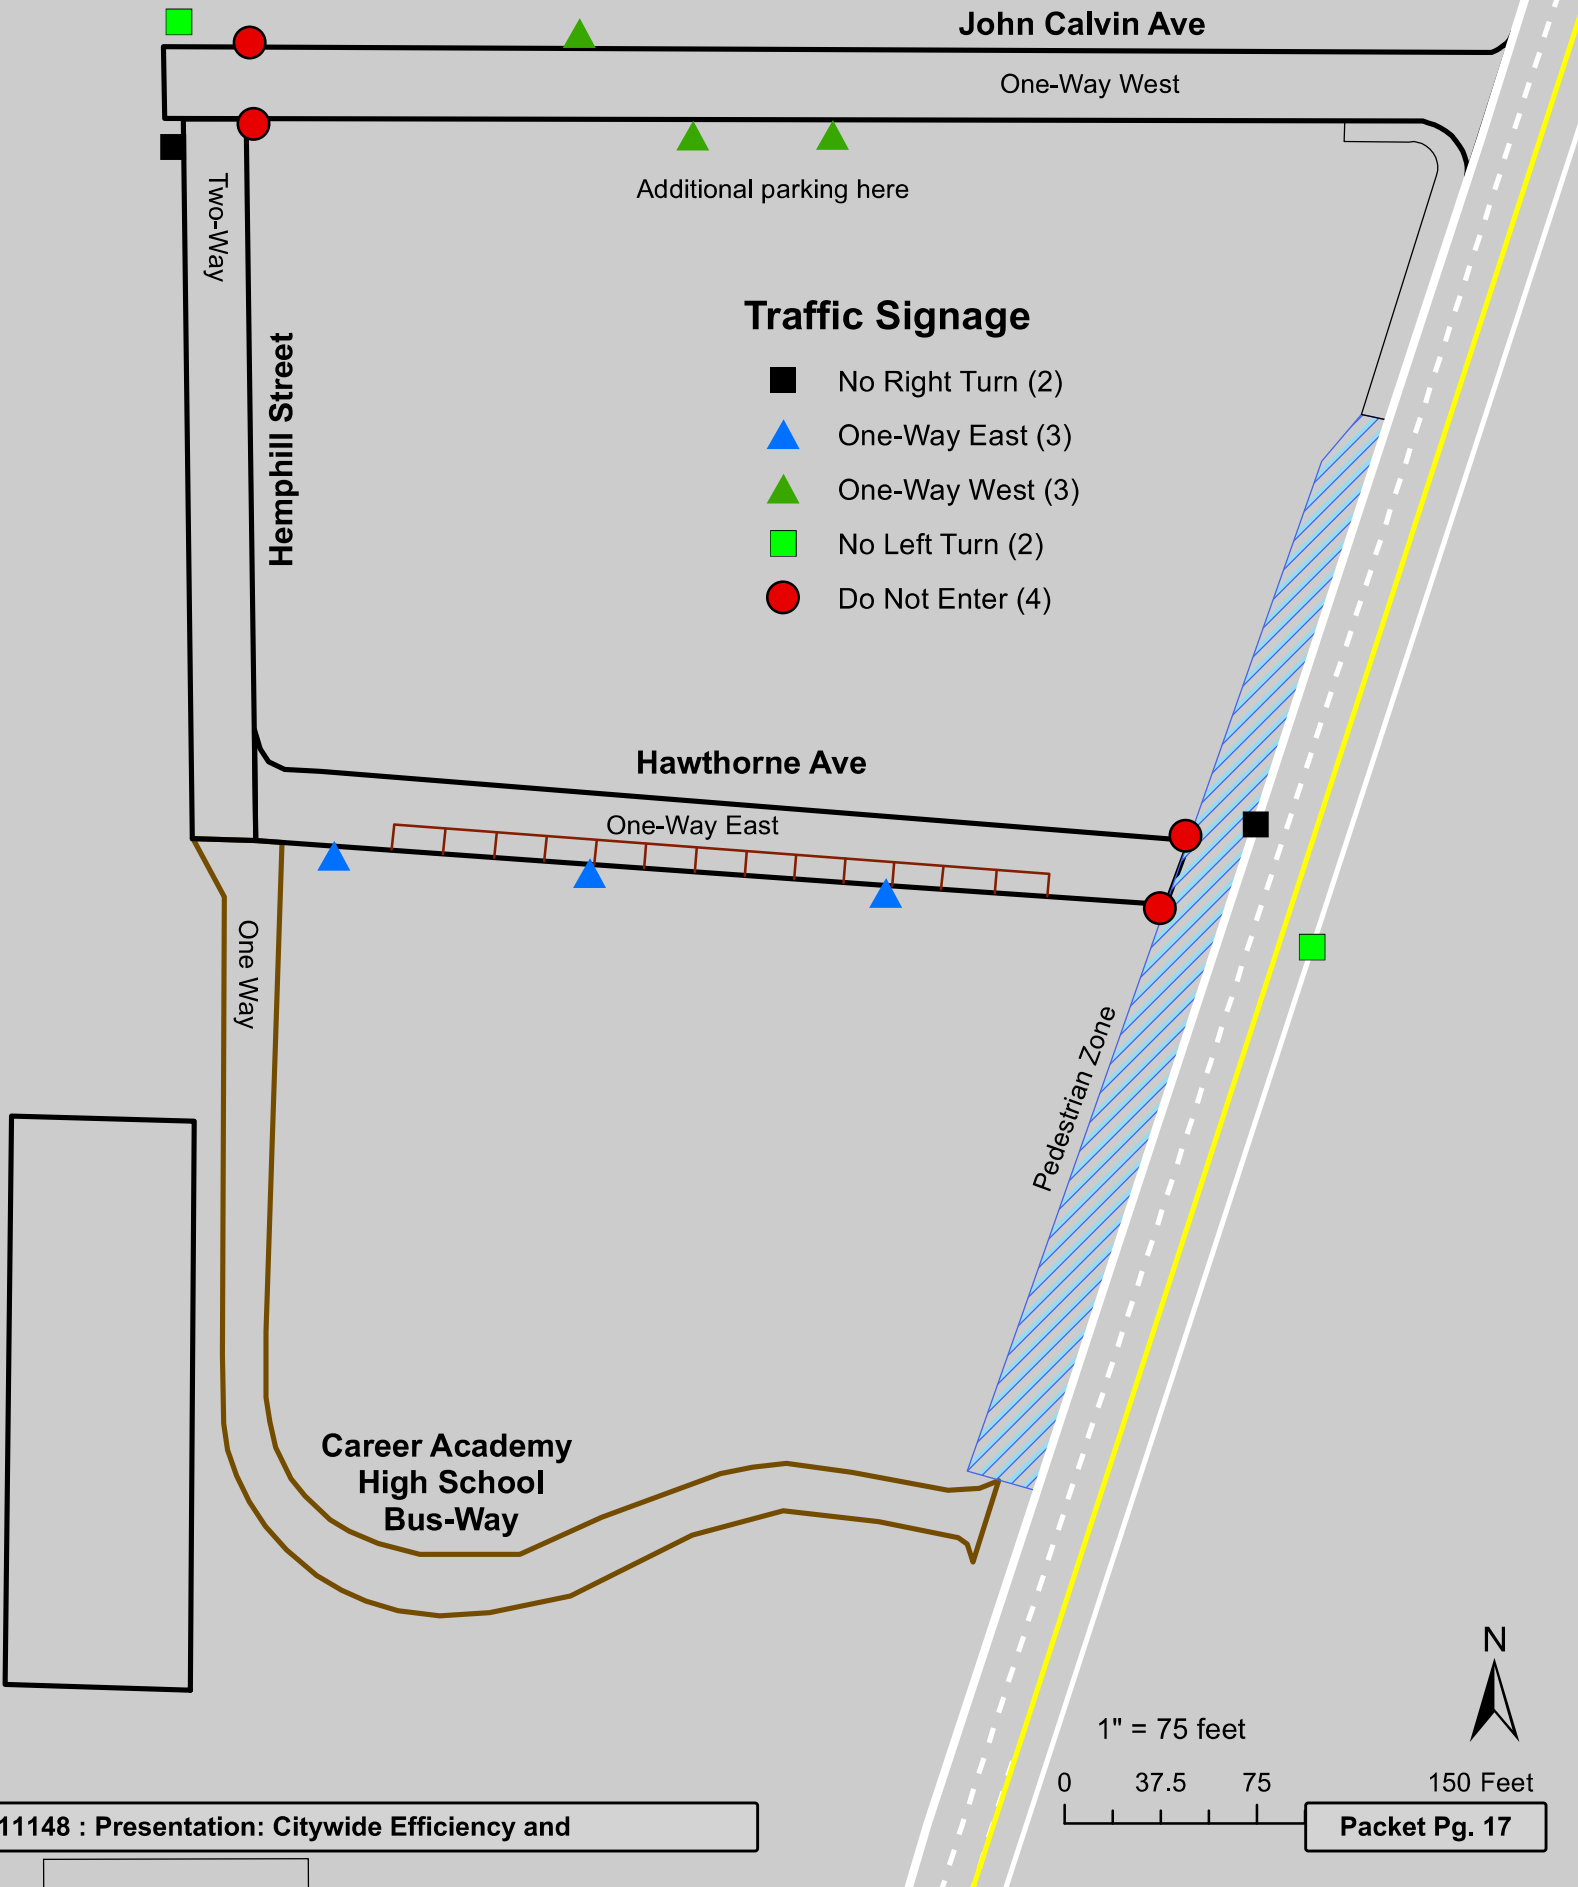 John Calvin Ave
One-Way West
Additional parking here
Two-Way
Hemphill Street
Traffic Signage
No Right Turn (2)
One-Way East (3)
One-Way West (3)
No Left Turn (2)
Do Not Enter (4)
Hawthorne Ave
One-Way East
One Way
Pedestrian Zone
Career Academy
High School
Bus-Way
N
1" = 75 feet
0 37.5 75 150 Feet
11148 : Presentation: Citywide Efficiency and
Packet Pg. 17